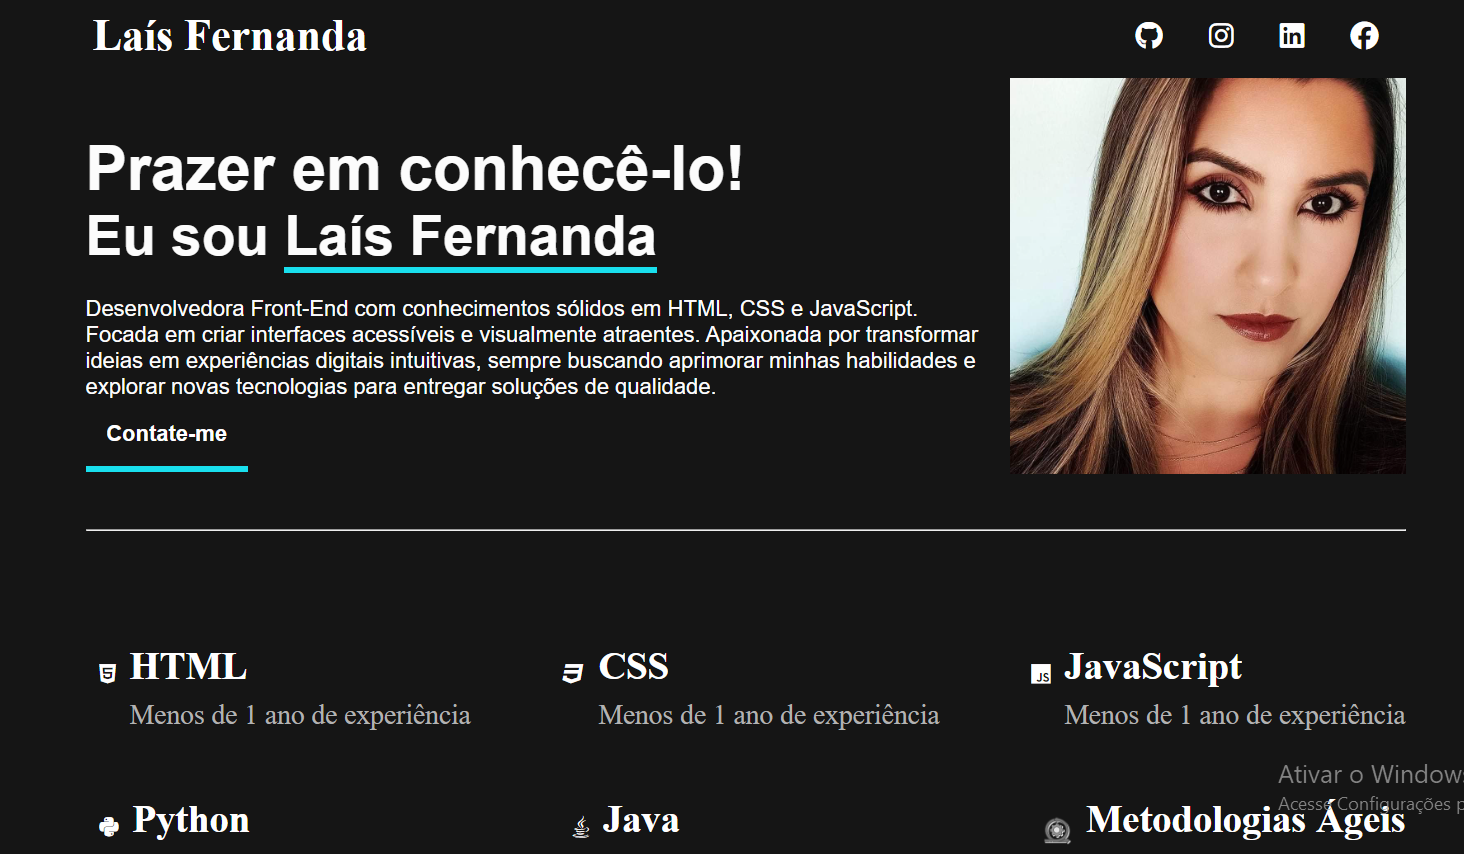 Laís Fernanda
Prazer em conhecê-lo!
Eu sou Laís Fernanda
Desenvolvedora Front-End com conhecimentos sólidos em HTML, CSS e JavaScript.
Focada em criar interfaces acessíveis e visualmente atraentes. Apaixonada por transformar
ideias em experiências digitais intuitivas, sempre buscando aprimorar minhas habilidades e
explorar novas tecnologias para entregar soluções de qualidade.
Contate-me
HTML
Menos de 1 ano de experiência
CSS
Menos de 1 ano de experiência
JS JavaScript
Menos de 1 ano de experiência
Ativar o Windows
Acesse Configurações p
Python
Java
Metodologias Ágeis